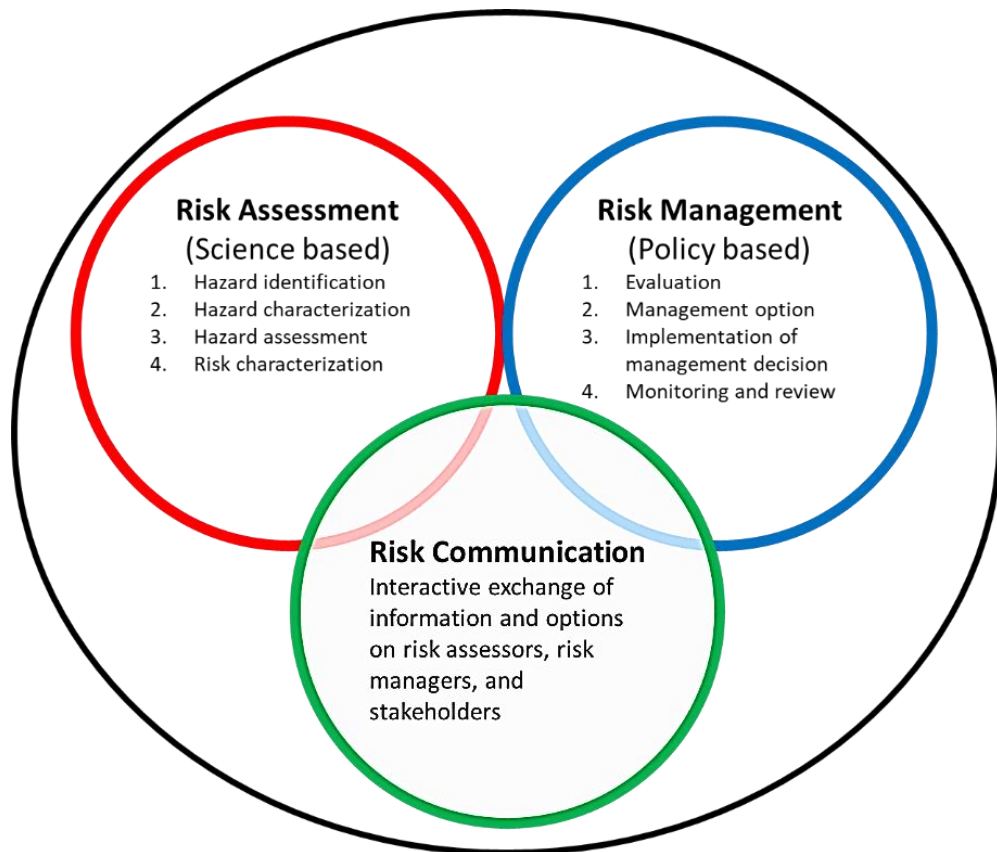 Risk Assessment
(Science based)
1. Hazard identification
2. Hazard characterization
3. Hazard assessment
4. Risk characterization
Risk Management
(Policy based)
1. Evaluation
2. Management option
3. Implementation of
management decision
4. Monitoring and review
Risk Communication
Interactive exchange of
information and options
on risk assessors, risk
managers, and
stakeholders